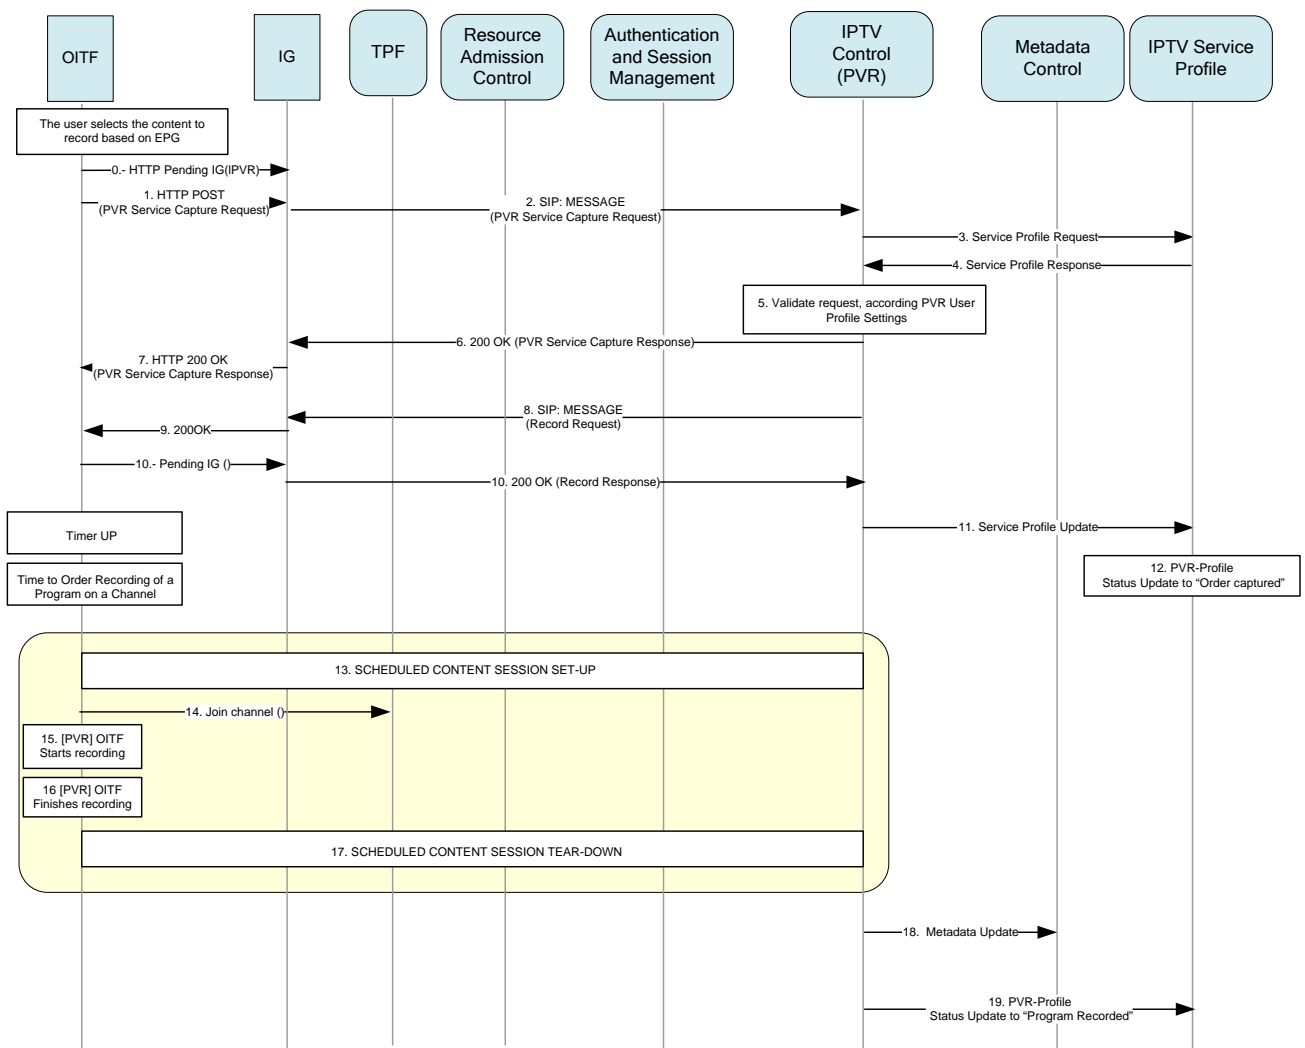 OITF
IG
TPF
Resource
Admission
Control
Authentication
and Session
Management
IPTV
Control
(PVR)
Metadata
Control
IPTV Service
Profile
The user selects the content to
record based on EPG
0.- HTTP Pending IG(IPVR)
1. HTTP POST
(PVR Service Capture Request)
2. SIP: MESSAGE
(PVR Service Capture Request)
3. Service Profile Request
4. Service Profile Response
5. Validate request, according PVR User
Profile Settings
6. 200 OK (PVR Service Capture Response)
7. HTTP 200 OK
(PVR Service Capture Response)
8. SIP: MESSAGE
(Record Request)
9. 200OK
10.- Pending IG ()
10. 200 OK (Record Response)
Timer UP
11. Service Profile Update
Time to Order Recording of a
Program on a Channel
12. PVR-Profile
Status Update to “Order captured”
13. SCHEDULED CONTENT SESSION SET-UP
14. Join channel ()
15. [PVR] OITF
Starts recording
16 [PVR] OITF
Finishes recording
17. SCHEDULED CONTENT SESSION TEAR-DOWN
18. Metadata Update
19. PVR-Profile
Status Update to “Program Recorded”